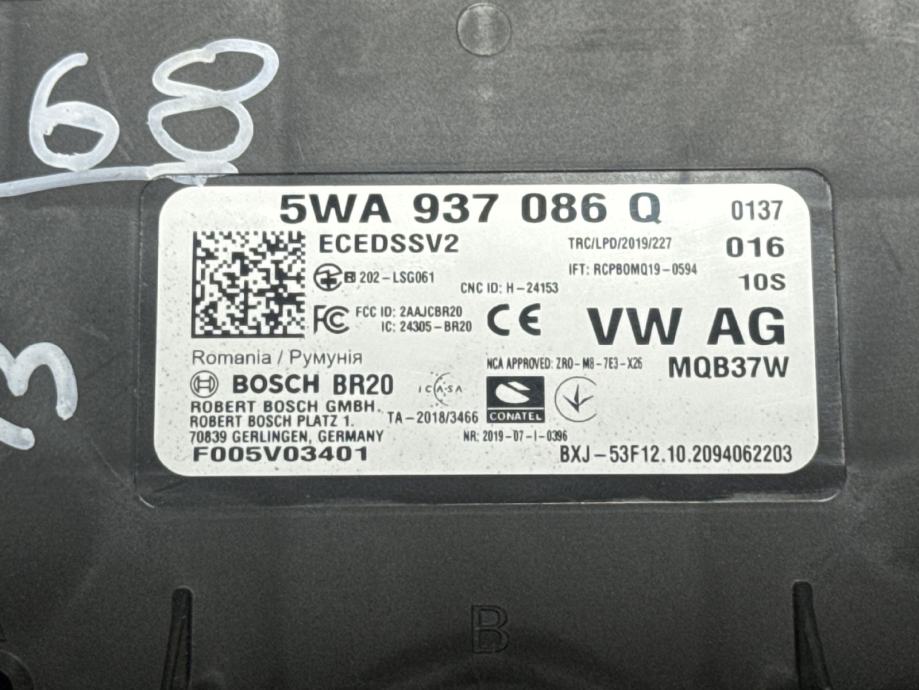 68
5WA 937 086 Q 0137
ECEDSSV2 TRC/LPD/2019/227 016
R 202-LSG061 IFT: RCPBOMQ19-0594 10S
CNC ID: H-24153
FC FCC ID: 2AAJCBR20 CE VW AG
IC: 24305-BR20
Romania / Румунія NCA APPROVED: ZRO-M8-7E3-X26 MQB37W
BOSCH BR20 ICASA
ROBERT BOSCH GMBH. TA-2018/3466 CONATEL
ROBERT BOSCH PLATZ 1.
70839 GERLINGEN, GERMANY NR: 2019-07-I-0396
F005V03401 BXJ-53F12.10.2094062203
3
B